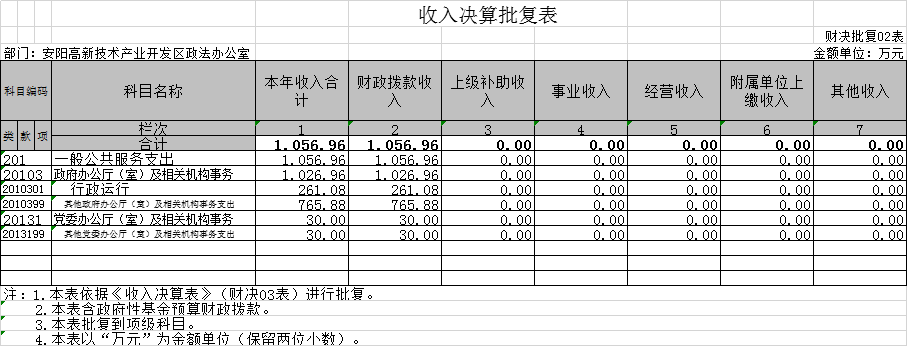 收入决算批复表
财决批复02表
部门：安阳高新技术产业开发区政法办公室 金额单位：万元
科目编码 科目名称 本年收入合计 财政拨款收入 上级补助收入 事业收入 经营收入 附属单位上缴收入 其他收入
类 款 项 栏次 1 2 3 4 5 6 7
合计 1,056.96 1,056.96 0.00 0.00 0.00 0.00 0.00
201 一般公共服务支出 1,056.96 1,056.96 0.00 0.00 0.00 0.00 0.00
20103 政府办公厅（室）及相关机构事务 1,026.96 1,026.96 0.00 0.00 0.00 0.00 0.00
2010301 行政运行 261.08 261.08 0.00 0.00 0.00 0.00 0.00
2010399 其他政府办公厅（室）及相关机构事务支出 765.88 765.88 0.00 0.00 0.00 0.00 0.00
20131 党委办公厅（室）及相关机构事务 30.00 30.00 0.00 0.00 0.00 0.00 0.00
2013199 其他党委办公厅（室）及相关机构事务支出 30.00 30.00 0.00 0.00 0.00 0.00 0.00
注：1.本表依据《收入决算表》（财决03表）进行批复。
2.本表含政府性基金预算财政拨款。
3.本表批复到项级科目。
4.本表以“万元”为金额单位（保留两位小数）。